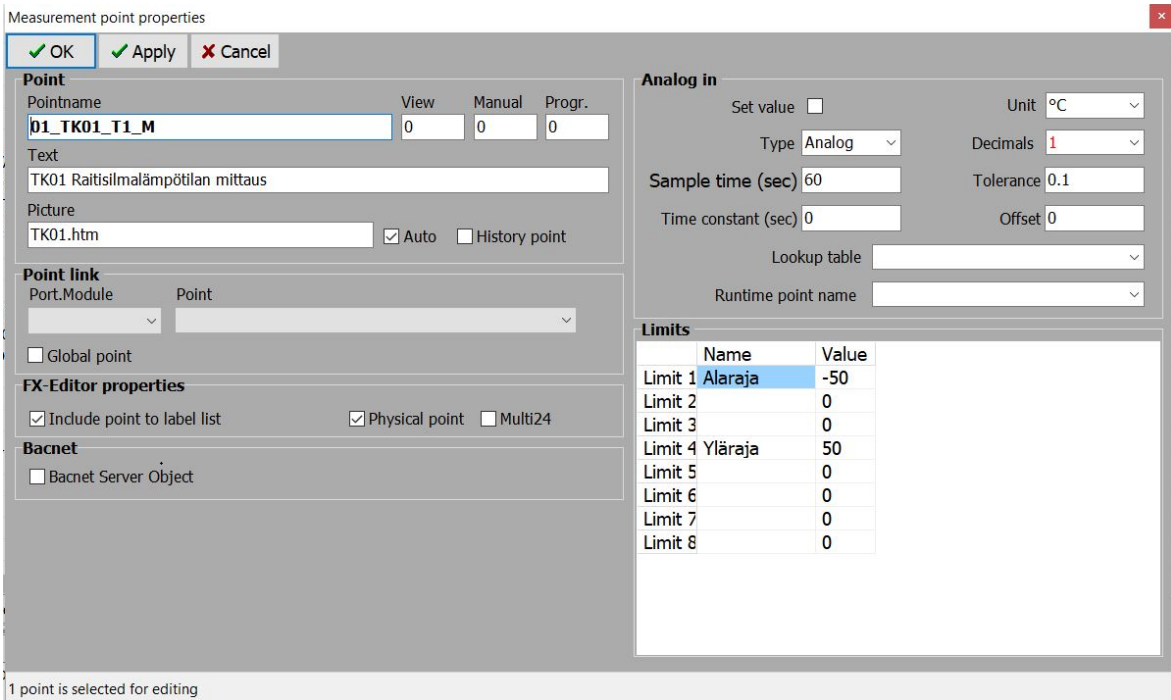 Measurement point properties
OK Apply Cancel
Point
Pointname View Manual Progr.
01_TK01_T1_M 0 0 0
Text
TK01 Raitisilmalämpötilan mittaus
Picture
TK01.htm Auto History point
Point link
Port.Module Point
Global point
FX-Editor properties
Include point to label list Physical point Multi24
Bacnet
Bacnet Server Object
Analog in
Set value Unit °C
Type Analog Decimals 1
Sample time (sec) 60 Tolerance 0.1
Time constant (sec) 0 Offset 0
Lookup table
Runtime point name
Limits
Name Value
Limit 1 Alaraja -50
Limit 2 0
Limit 3 0
Limit 4 Yläraja 50
Limit 5 0
Limit 6 0
Limit 7 0
Limit 8 0
1 point is selected for editing